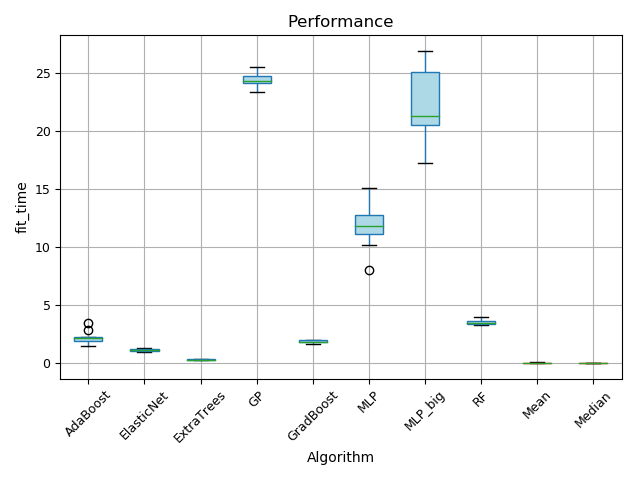 Performance
fit_time
25
20
15
10
5
0
AdaBoost
ElasticNet
ExtraTrees
GP
GradBoost
MLP
MLP_big
RF
Mean
Median
Algorithm